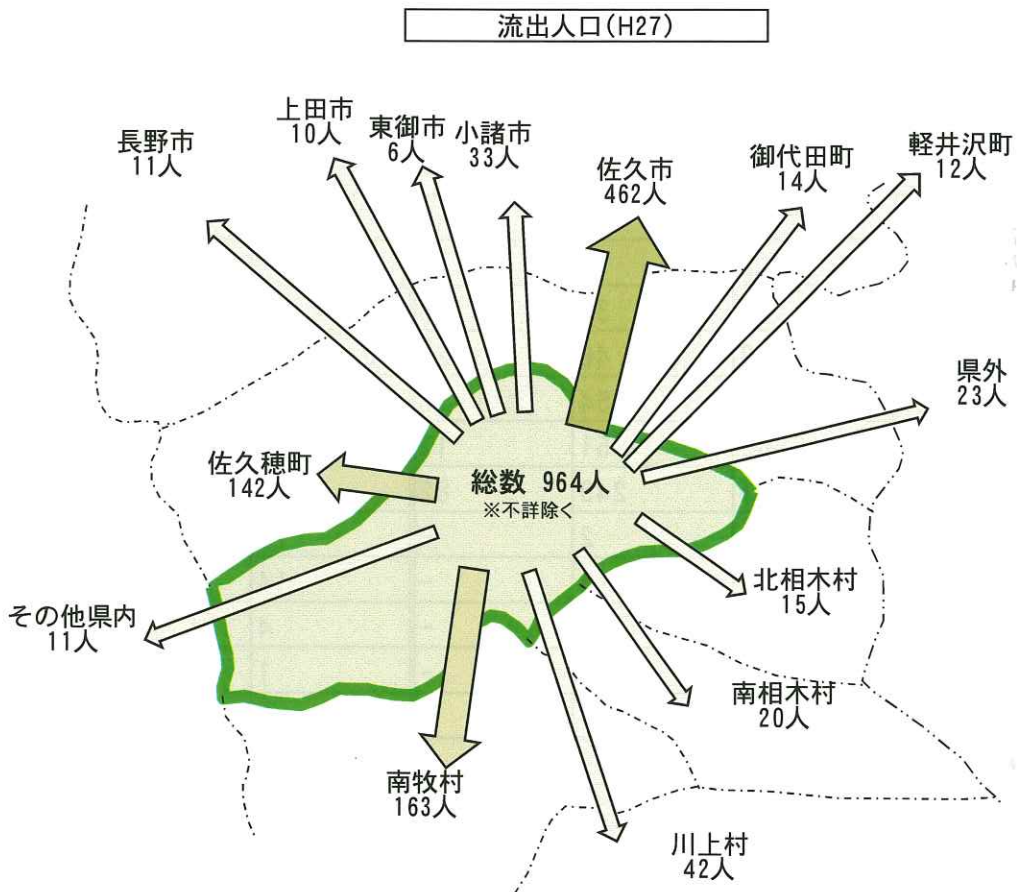 流出人口(H27)
長野市
11人
上田市
10人
東御市
6人
小諸市
33人
佐久市
462人
御代田町
14人
軽井沢町
12人
県外
23人
佐久穂町
142人
総数 964人
※不詳除く
北相木村
15人
その他県内
11人
南相木村
20人
南牧村
163人
川上村
42人